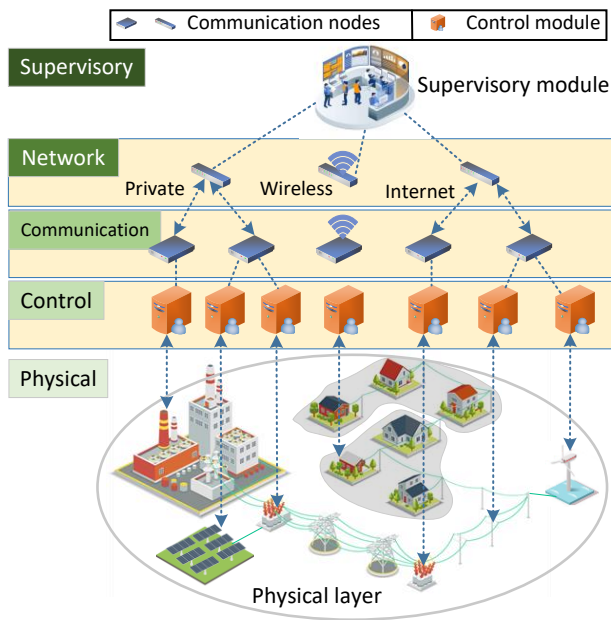 Communication nodes
Control module
Supervisory
Supervisory module
Network
Private
Wireless
Internet
Communication
Control
Physical
Physical layer